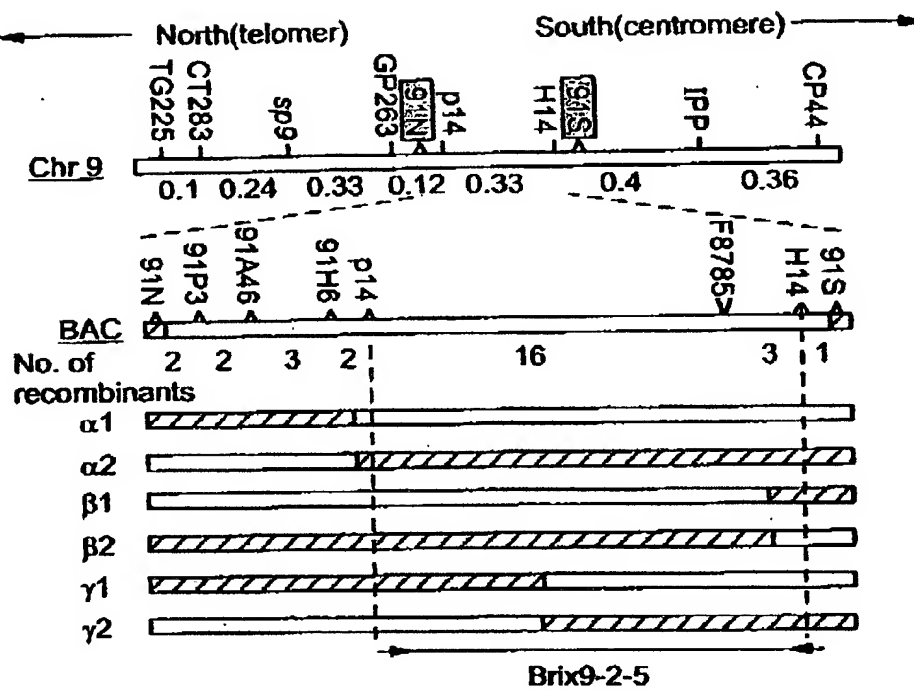 North(telomer) South(centromere)
TG225 CT283 sp9 GP263 91N p14 H14 91S IPP CP44
Chr 9
0.1 0.24 0.33 0.12 0.33 0.4 0.36
91N 91P3 91A46 91H6 p14 F8785 H14 91S
BAC
No. of recombinants 2 2 3 2 16 3 1
α1
α2
β1
β2
γ1
γ2
Brix9-2-5